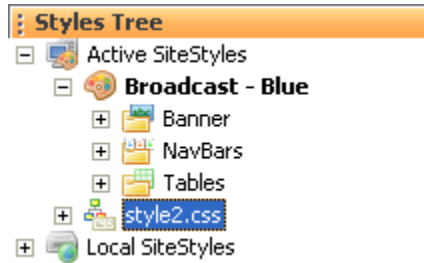 Styles Tree
Active SiteStyles
Broadcast - Blue
Banner
NavBars
Tables
style2.css
Local SiteStyles